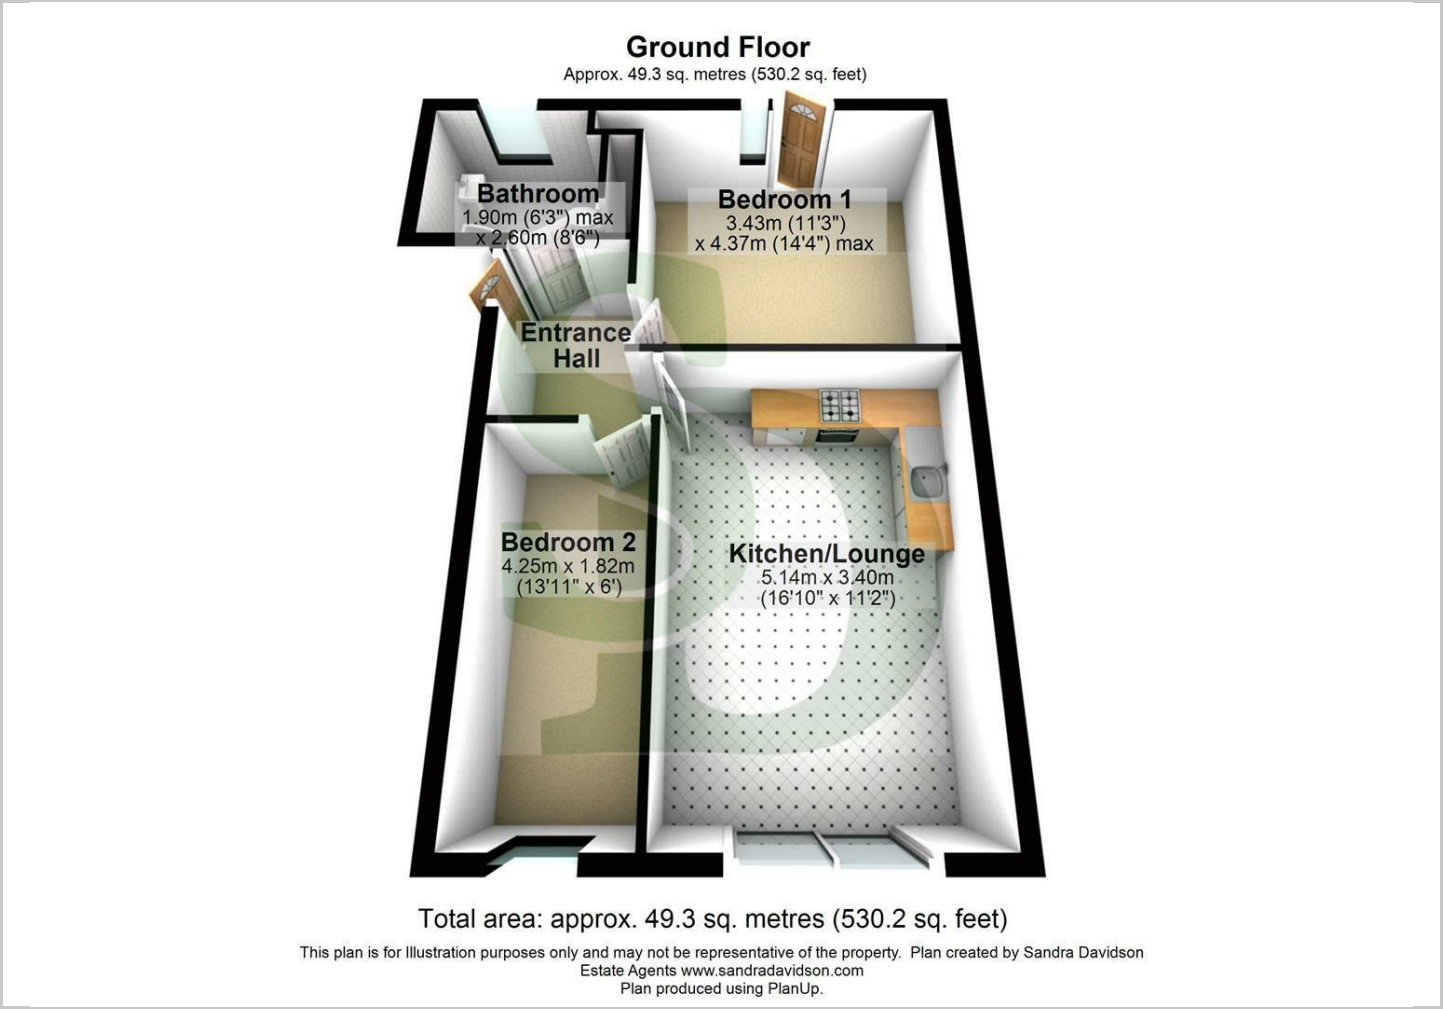 Ground Floor
Approx. 49.3 sq. metres (530.2 sq. feet)
Bathroom
1.90m (6'3") max
x 2.60m (8'6")
Bedroom 1
3.43m (11'3")
x 4.37m (14'4") max
Entrance
Hall
Bedroom 2
4.25m x 1.82m
(13'11" x 6')
Kitchen/Lounge
5.14m x 3.40m
(16'10" x 11'2")
Total area: approx. 49.3 sq. metres (530.2 sq. feet)
This plan is for Illustration purposes only and may not be representative of the property.  Plan created by Sandra Davidson
Estate Agents www.sandradavidson.com
Plan produced using PlanUp.